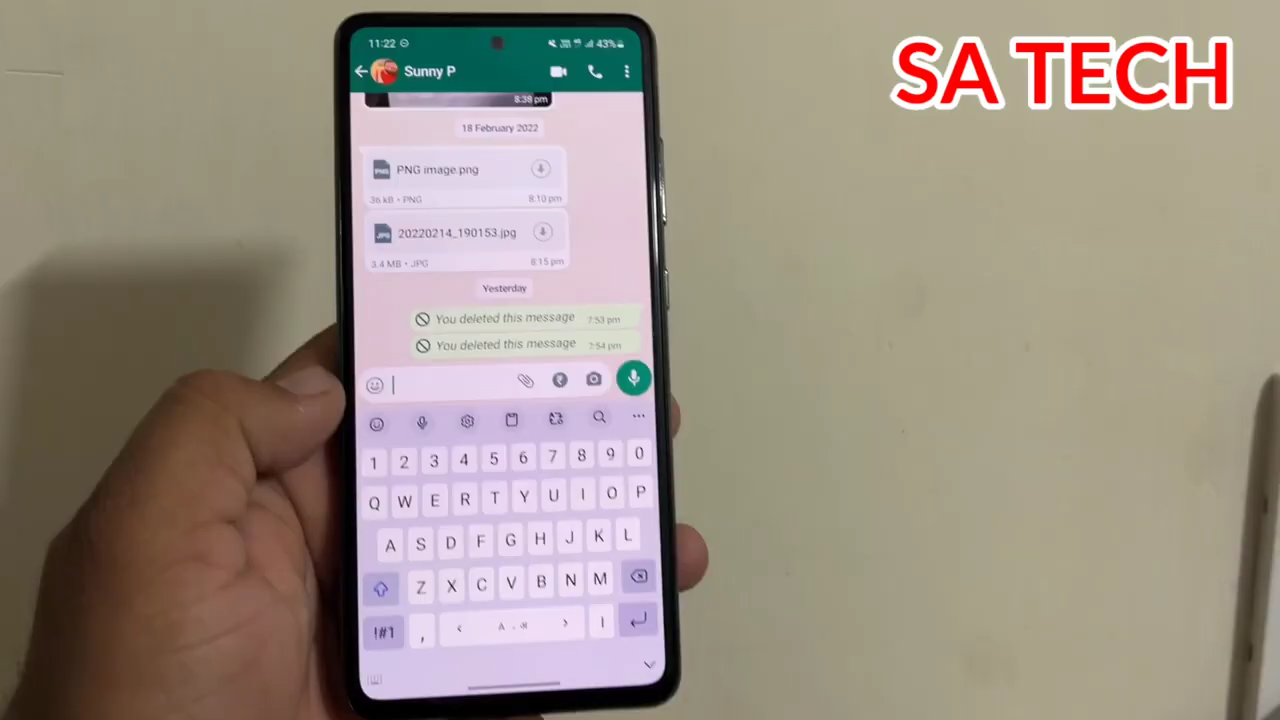 SA TECH
11:22
43%
Sunny P
8:38 pm
18 February 2022
PNG image.png
36 kB • PNG 8:10 pm
20220214_190153.jpg
3.4 MB • JPG 8:15 pm
Yesterday
You deleted this message 7:53 pm
You deleted this message 7:54 pm
1 2 3 4 5 6 7 8 9 0
Q W E R T Y U I O P
A S D F G H J K L
Z X C V B N M
!#1 ,